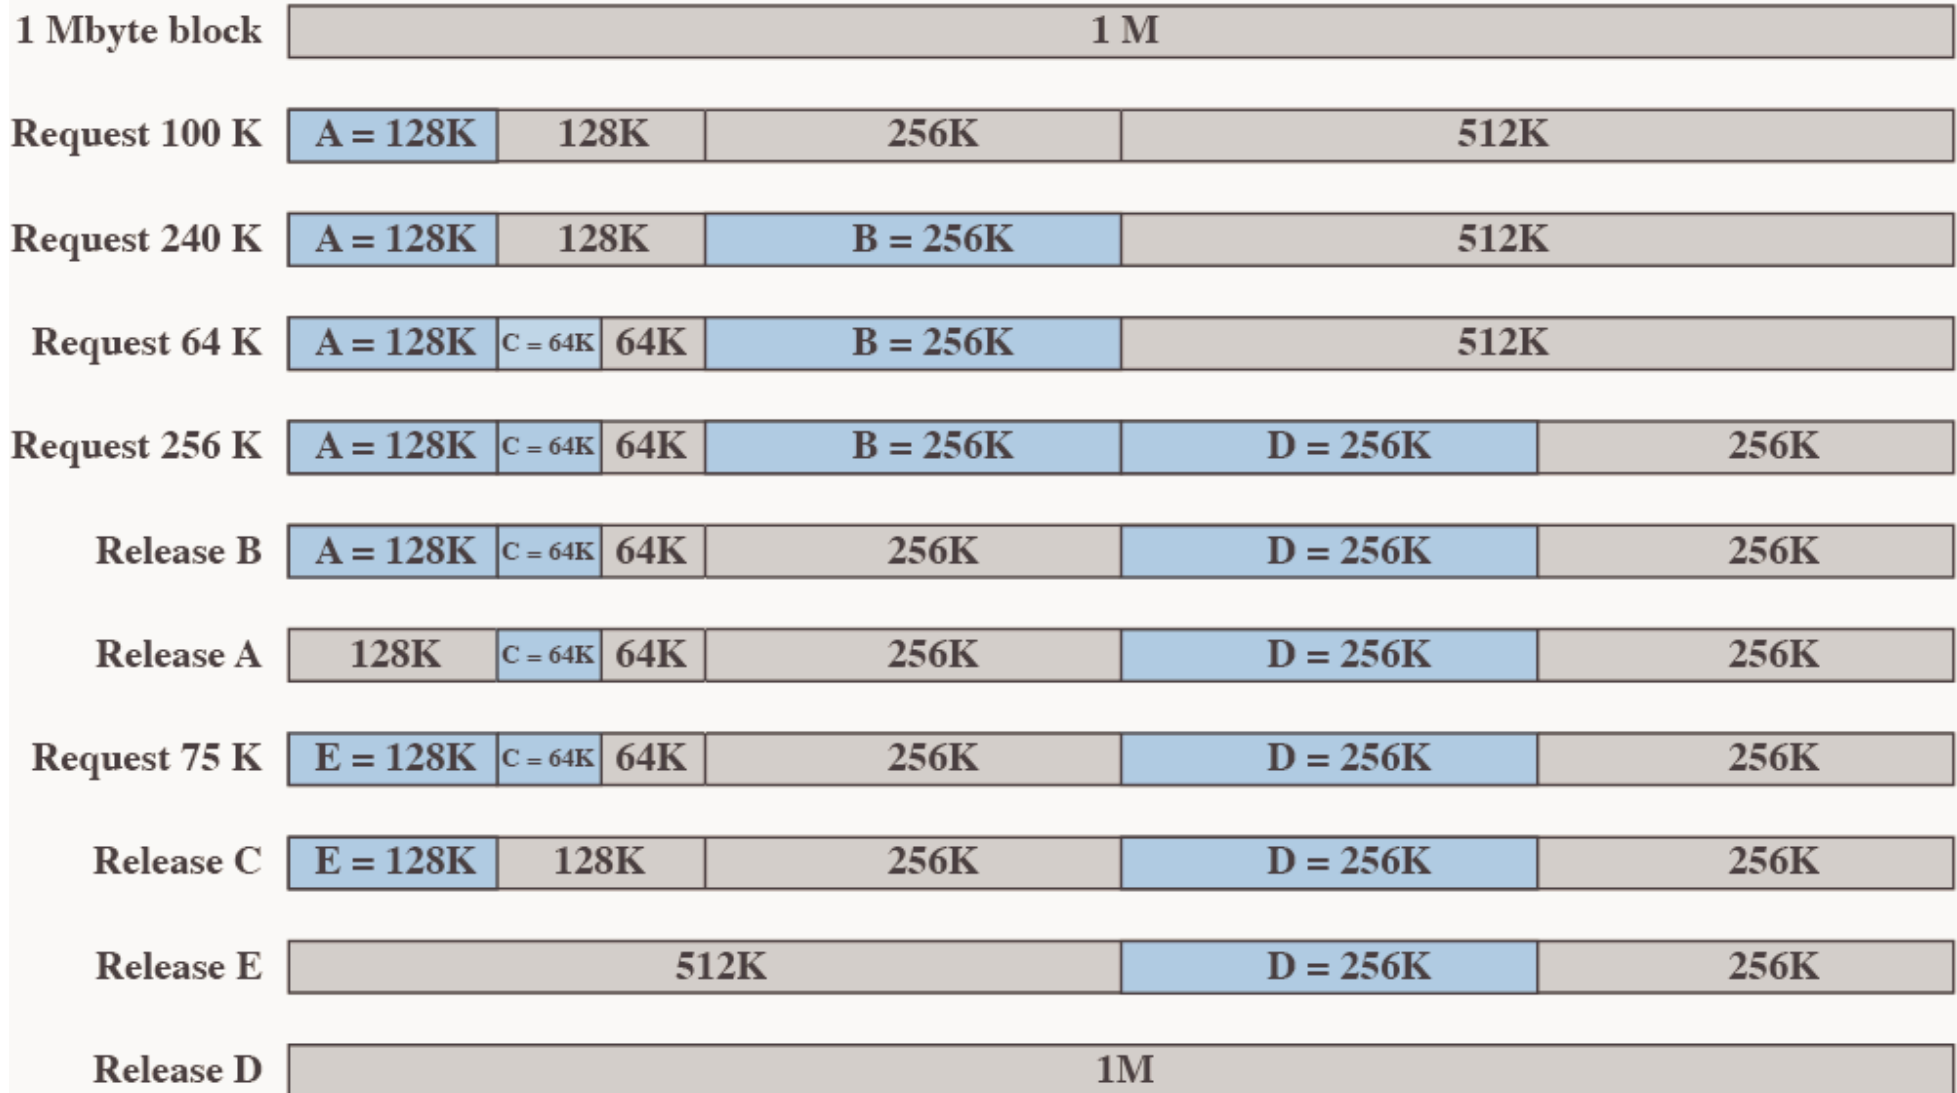 1 Mbyte block 1 M
Request 100 K A = 128K 128K 256K 512K
Request 240 K A = 128K 128K B = 256K 512K
Request 64 K A = 128K C = 64K 64K B = 256K 512K
Request 256 K A = 128K C = 64K 64K B = 256K D = 256K 256K
Release B A = 128K C = 64K 64K 256K D = 256K 256K
Release A 128K C = 64K 64K 256K D = 256K 256K
Request 75 K E = 128K C = 64K 64K 256K D = 256K 256K
Release C E = 128K 128K 256K D = 256K 256K
Release E 512K D = 256K 256K
Release D 1M